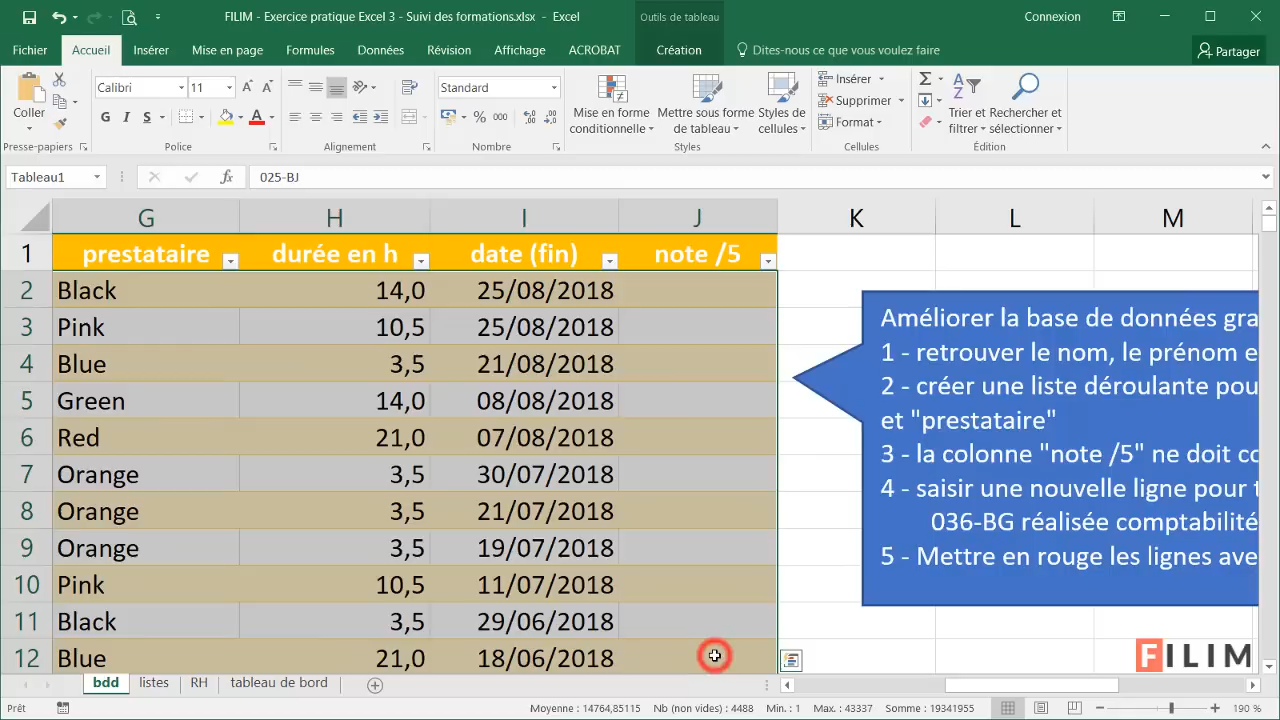 FILIM - Exercice pratique Excel 3 - Suivi des formations.xlsx - Excel
Outils de tableau
Connexion
Fichier Accueil Insérer Mise en page Formules Données Révision Affichage ACROBAT Création Dites-nous ce que vous voulez faire Partager
Calibri 11 Standard
Coller
G I S
Mise en forme conditionnelle
Mettre sous forme de tableau
Styles de cellules
Insérer
Supprimer
Format
Trier et filtrer
Rechercher et sélectionner
Presse-papiers Police Alignement Nombre Styles Cellules Édition
Tableau1 fx 025-BJ
G H I J K L M
1 prestataire durée en h date (fin) note /5
2 Black 14,0 25/08/2018
3 Pink 10,5 25/08/2018
4 Blue 3,5 21/08/2018
5 Green 14,0 08/08/2018
6 Red 21,0 07/08/2018
7 Orange 3,5 30/07/2018
8 Orange 3,5 21/07/2018
9 Orange 3,5 19/07/2018
10 Pink 10,5 11/07/2018
11 Black 3,5 29/06/2018
12 Blue 21,0 18/06/2018
Améliorer la base de données gra
1 - retrouver le nom, le prénom e
2 - créer une liste déroulante pou
et "prestataire"
3 - la colonne "note /5" ne doit co
4 - saisir une nouvelle ligne pour t
036-BG réalisée comptabilité
5 - Mettre en rouge les lignes ave
FILIM
bdd listes RH tableau de bord
Prêt Moyenne : 14764,85115 Nb (non vides) : 4488 Min. : 1 Max. : 43337 Somme : 19341955 190 %